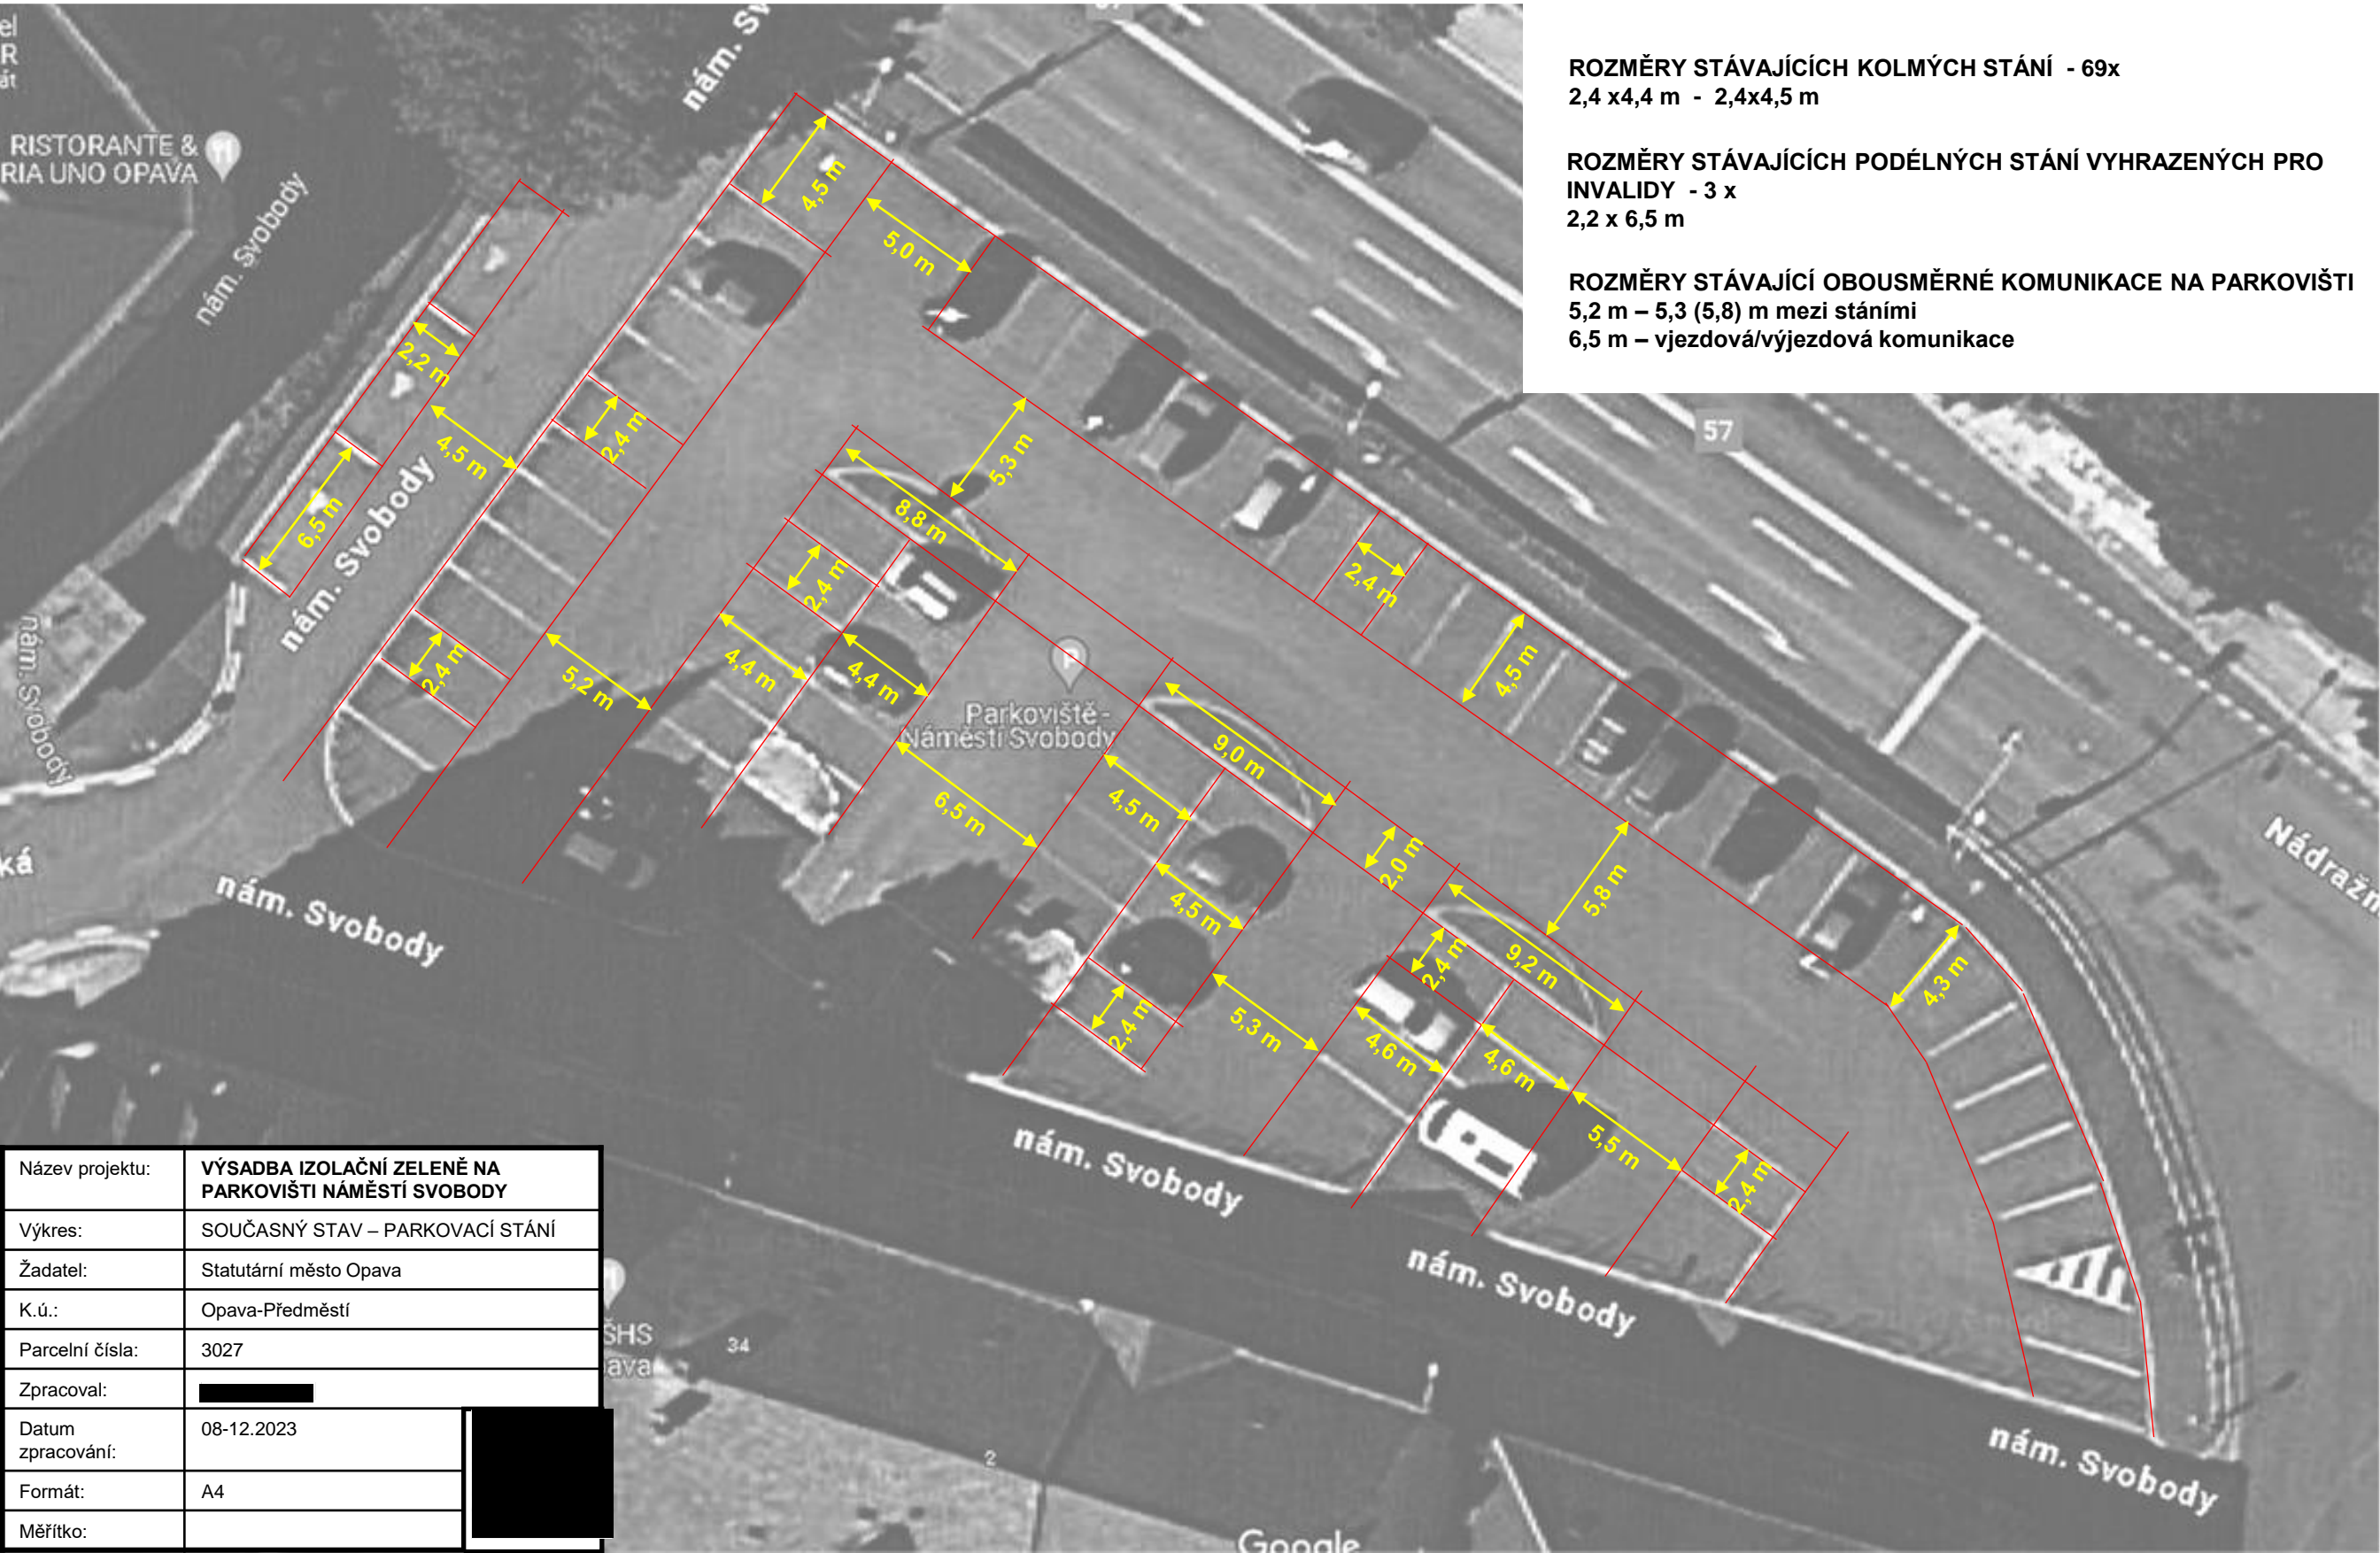 ROZMĚRY STÁVAJÍCÍCH KOLMÝCH STÁNÍ - 69x
2,4 x4,4 m - 2,4x4,5 m
ROZMĚRY STÁVAJÍCÍCH PODÉLNÝCH STÁNÍ VYHRAZENÝCH PRO
INVALIDY - 3 x
2,2 x 6,5 m
ROZMĚRY STÁVAJÍCÍ OBOUSMĚRNÉ KOMUNIKACE NA PARKOVIŠTI
5,2 m – 5,3 (5,8) m mezi stáními
6,5 m – vjezdová/výjezdová komunikace
RISTORANTE &
RIA UNO OPAVA
nám. Svobody
nám. Sv
4,5 m
5,0 m
2,2 m
4,5 m
6,5 m
2,4 m
nám. Svobody
5,3 m
8,8 m
57
2,4 m
2,4 m
4,5 m
nám. Svobody
2,4 m
5,2 m
4,4 m
4,4 m
Parkoviště -
Náměstí Svobody
6,5 m
9,0 m
4,5 m
4,5 m
2,0 m
5,8 m
2,4 m
5,3 m
2,4 m
9,2 m
4,6 m
4,6 m
5,5 m
2,4 m
4,3 m
Nádražn
ká
nám. Svobody
nám. Svobody
nám. Svobody
nám. Svobody
ŠHS
ava
34
2
Google
Název projektu: VÝSADBA IZOLAČNÍ ZELENĚ NA
PARKOVIŠTI NÁMĚSTÍ SVOBODY
Výkres: SOUČASNÝ STAV – PARKOVACÍ STÁNÍ
Žadatel: Statutární město Opava
K.ú.: Opava-Předměstí
Parcelní čísla: 3027
Zpracoval:
Datum
zpracování: 08-12.2023
Formát: A4
Měřítko: